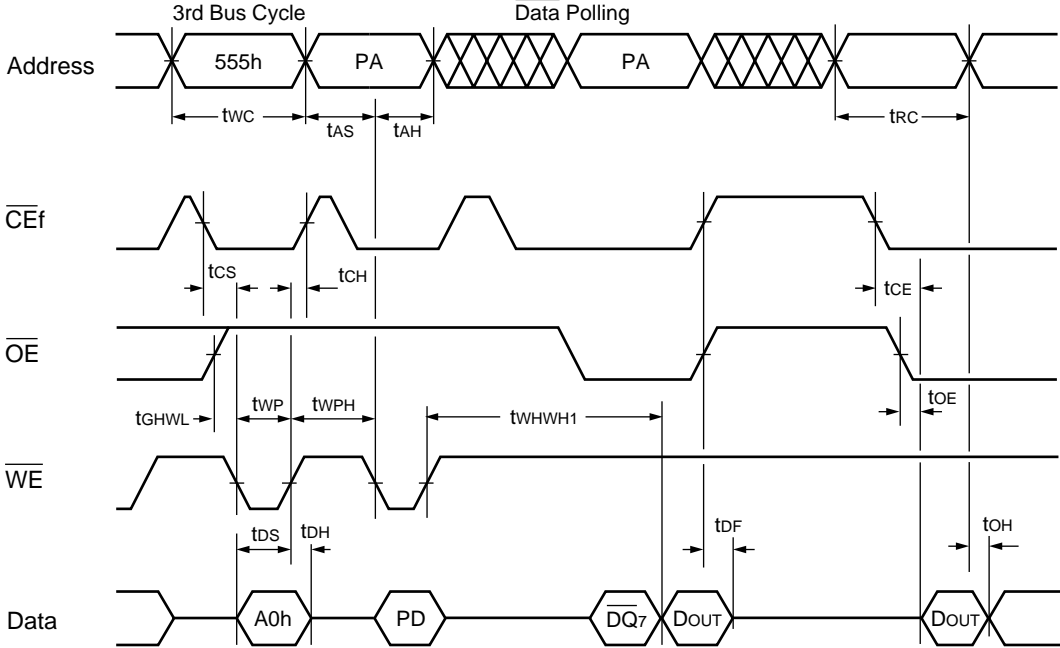 3rd Bus Cycle
Data Polling
Address
555h
PA
PA
tWC
tAS
tAH
tRC
CEf
tCS
tCH
tCE
OE
tGHWL
tWP
tWPH
tWHWH1
tOE
WE
tDS
tDH
tDF
tOH
Data
A0h
PD
DQ7
DOUT
DOUT